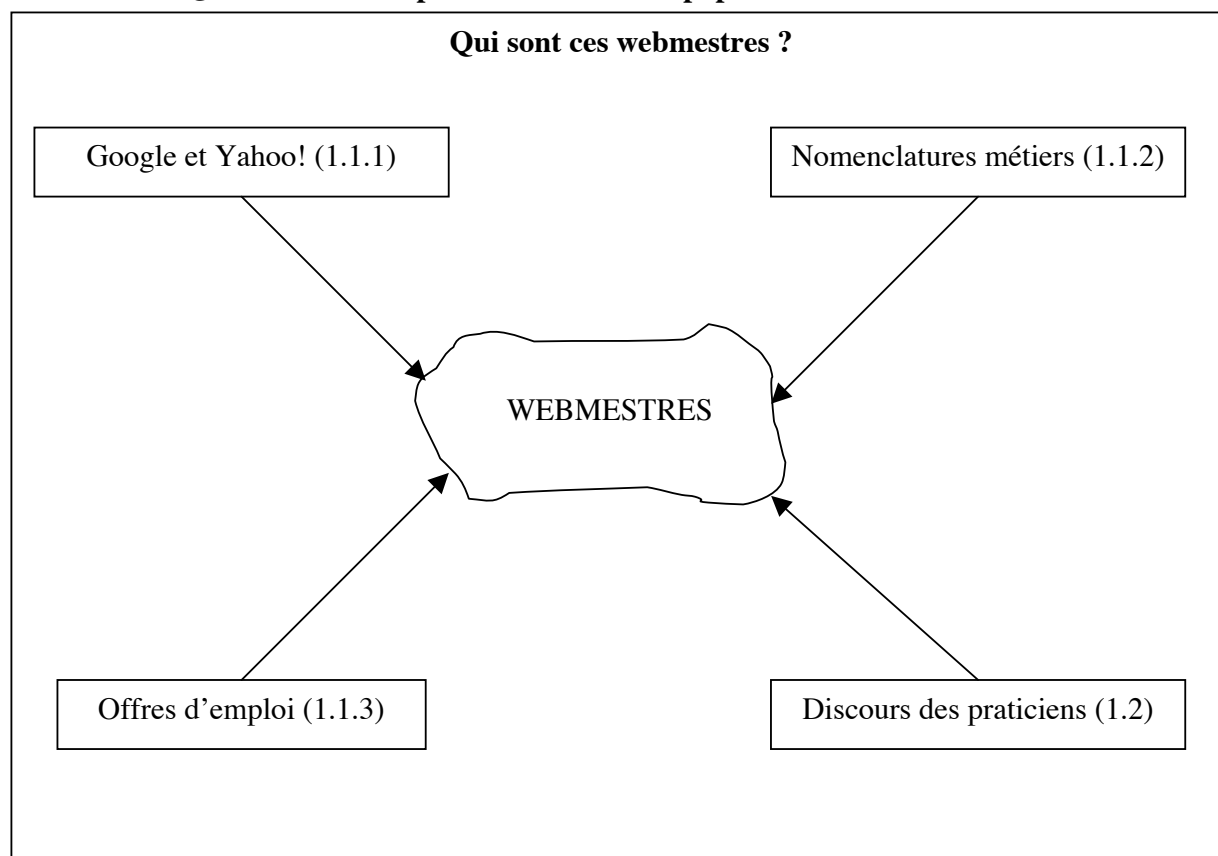 Qui sont ces webmestres ?
Google et Yahoo! (1.1.1)
Nomenclatures métiers (1.1.2)
WEBMESTRES
Offres d’emploi (1.1.3)
Discours des praticiens (1.2)